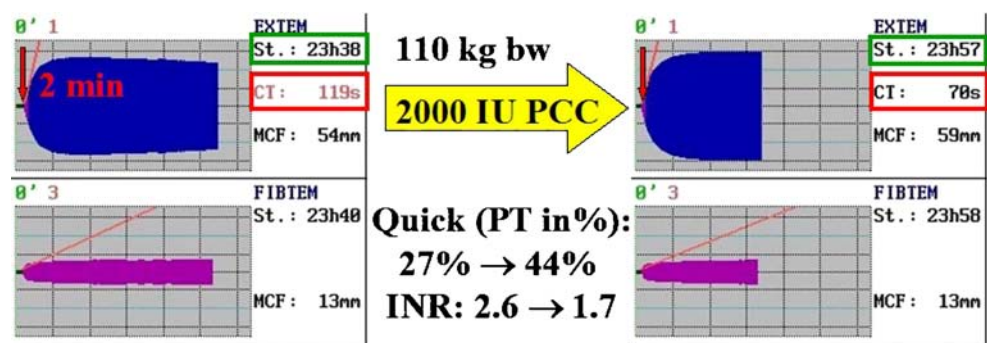 0' 1
EXTEM
St.: 23h38
2 min
CT: 119s
MCF: 54mm
0' 3
FIBTEM
St.: 23h40
MCF: 13mm
110 kg bw
2000 IU PCC
Quick (PT in%):
27% → 44%
INR: 2.6 → 1.7
0' 1
EXTEM
St.: 23h57
CT: 70s
MCF: 59mm
0' 3
FIBTEM
St.: 23h58
MCF: 13mm